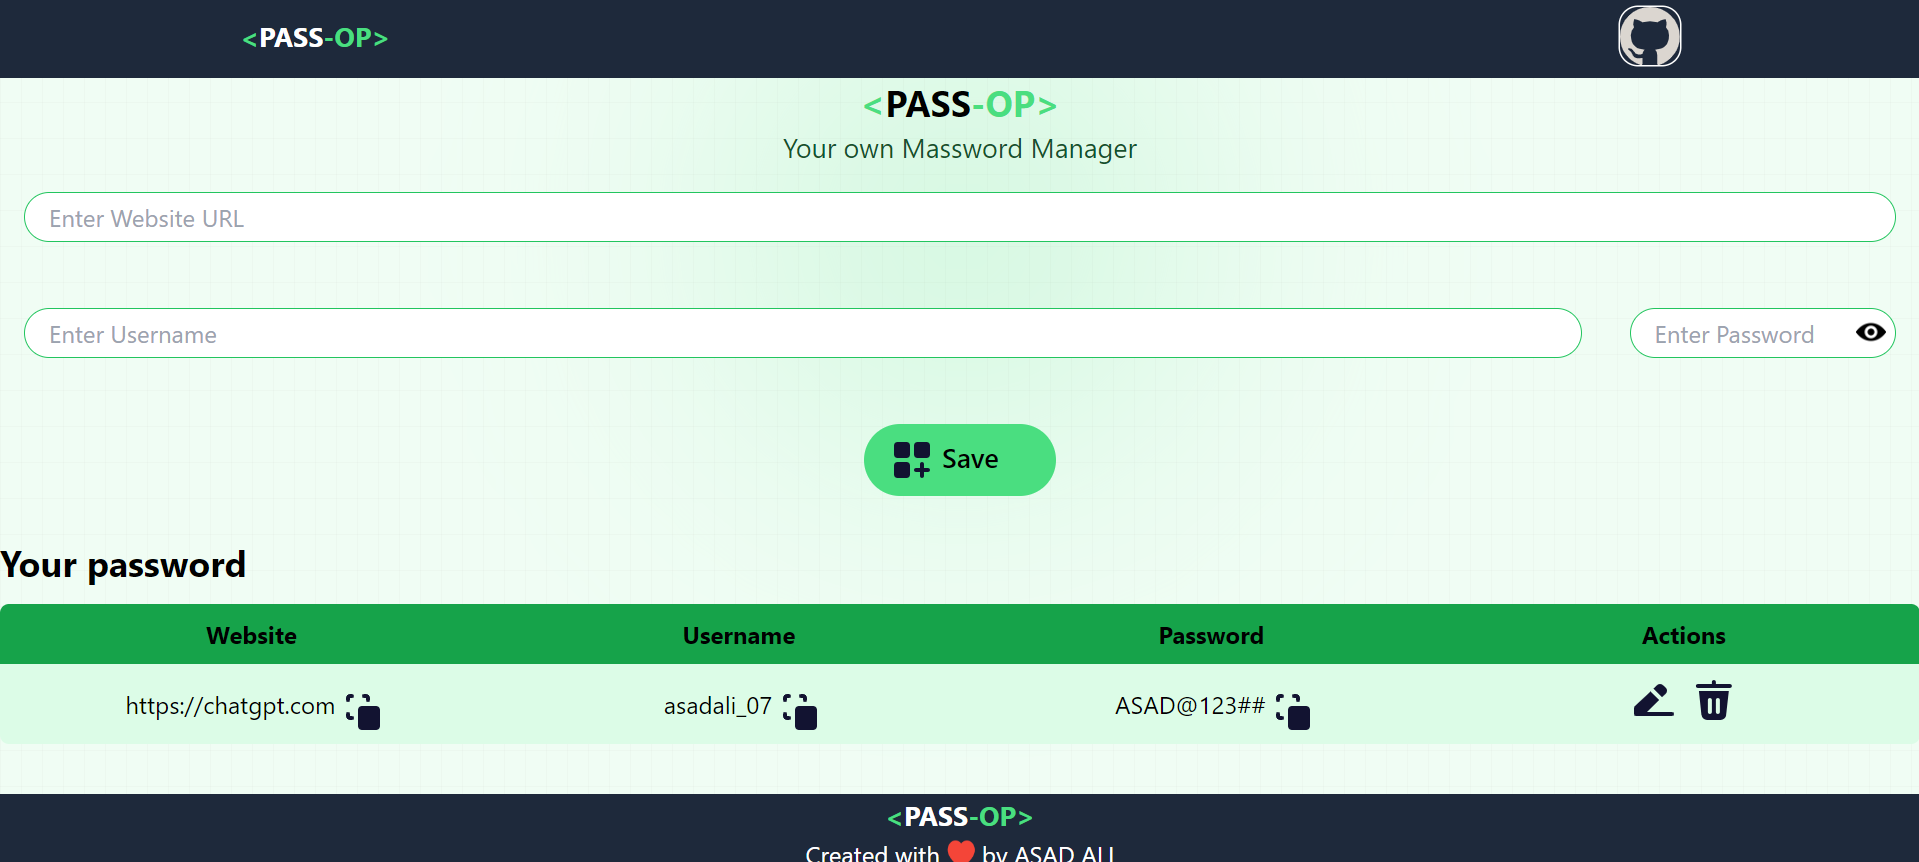 <PASS-OP>
<PASS-OP>
Your own Massword Manager
Enter Website URL
Enter Username
Enter Password
Save
Your password
Website Username Password Actions
https://chatgpt.com asadali_07 ASAD@123##
<PASS-OP>
Created with ❤️ by ASAD ALI